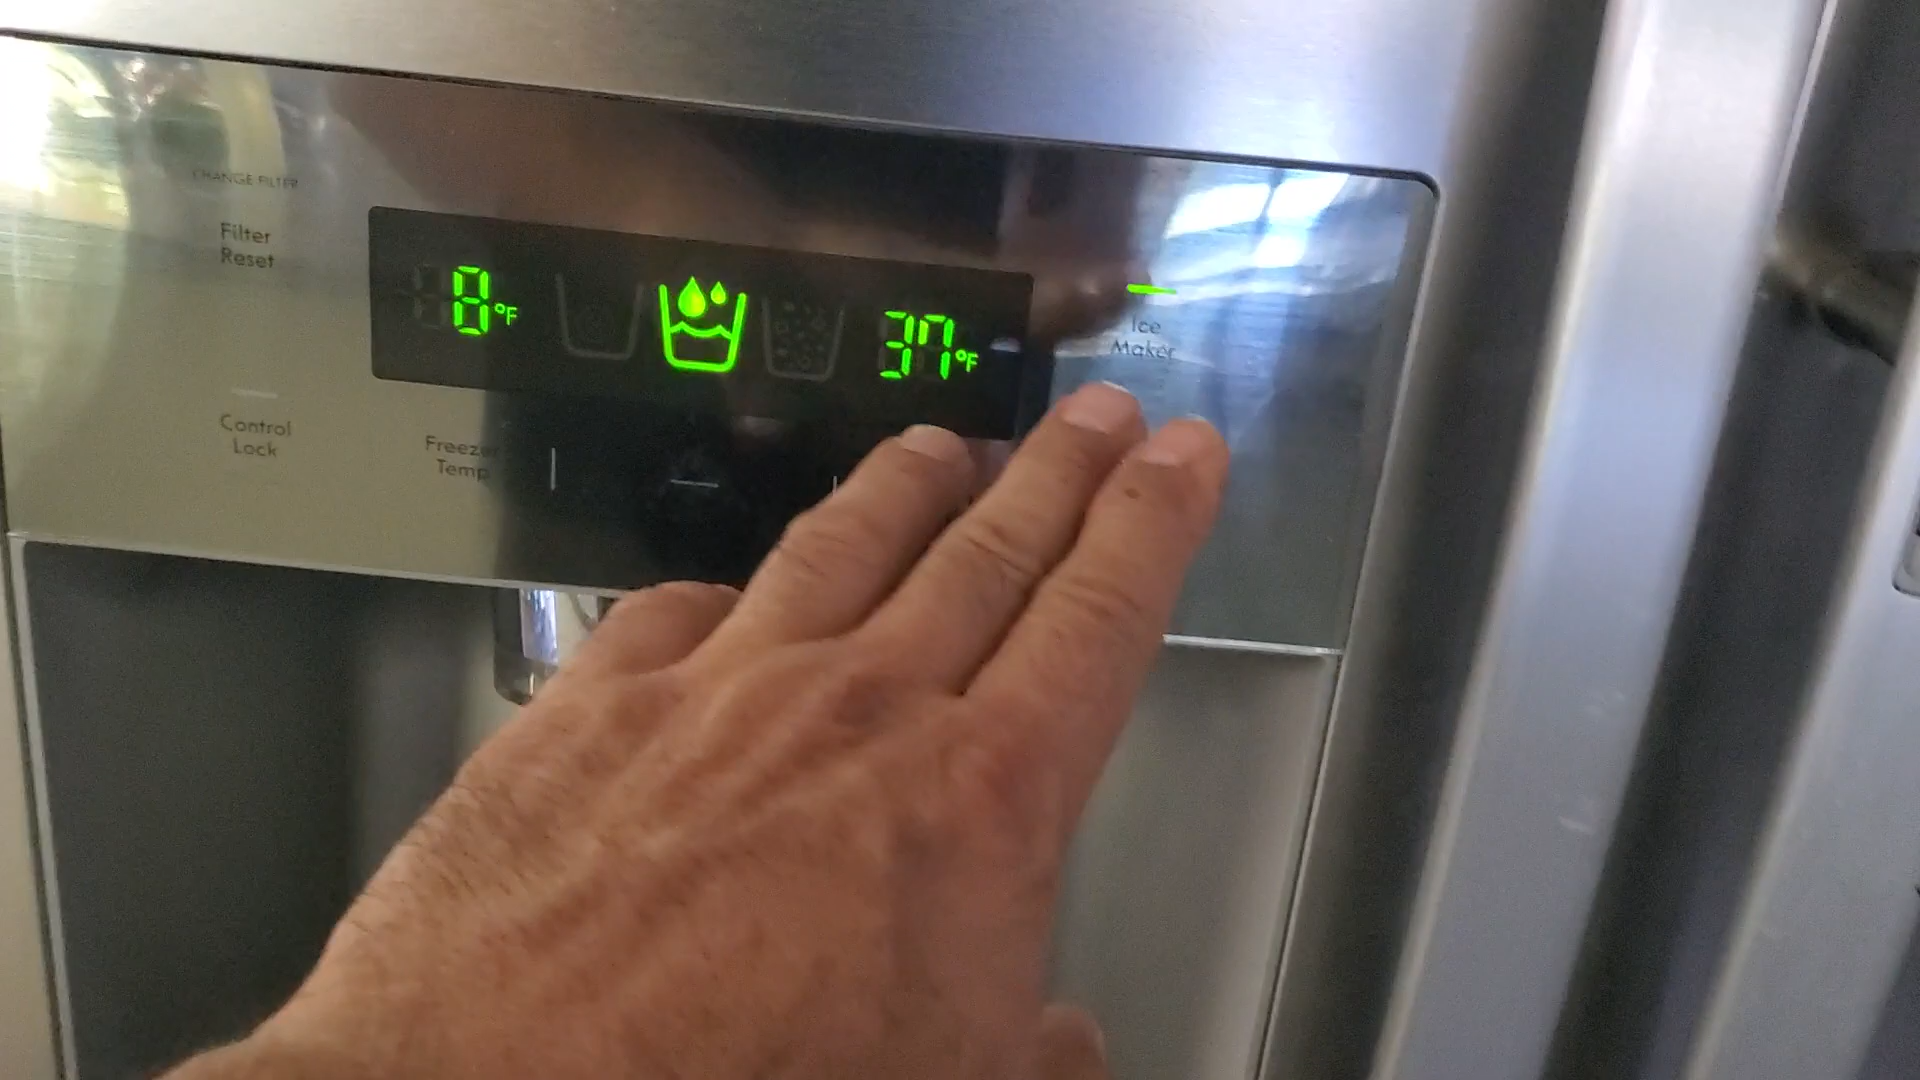 CHANGE FILTER
Filter
Reset
8°F
37°F
Ice
Maker
Control
Lock
Freezer
Temp